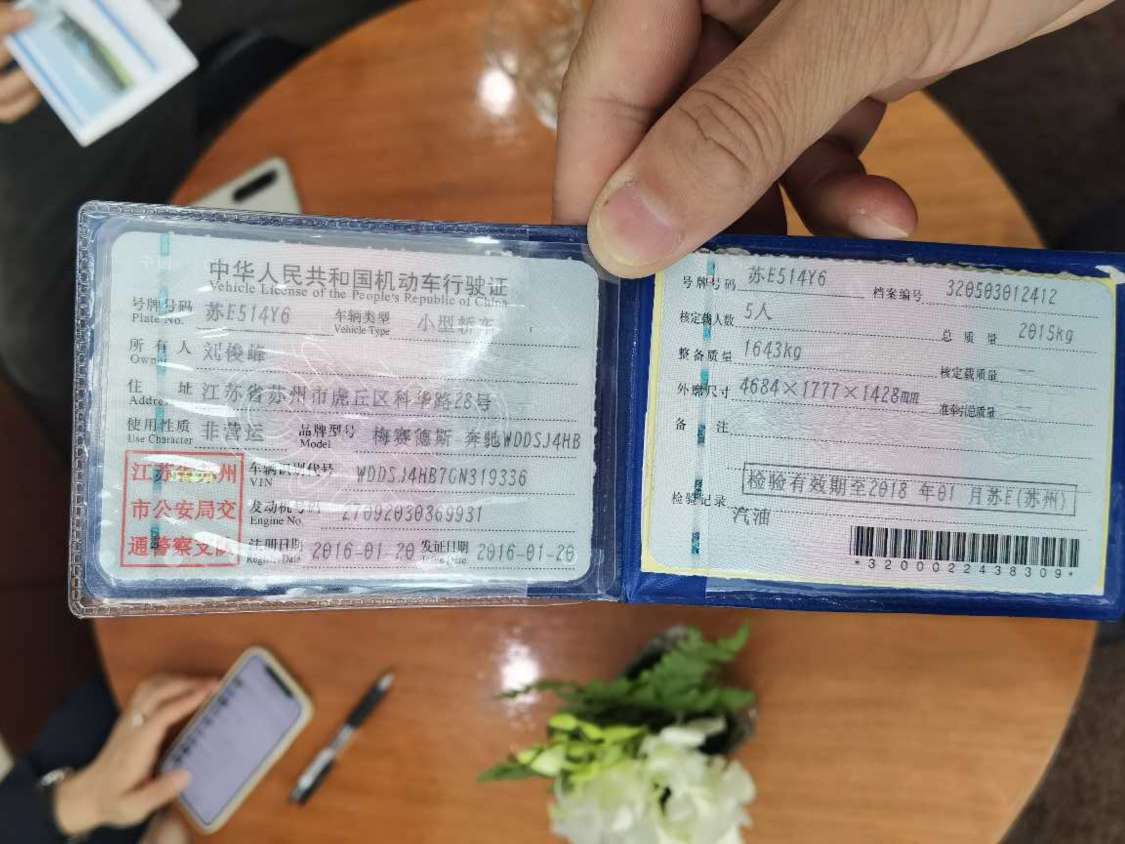 中华人民共和国机动车行驶证
Vehicle License of the People's Republic of China
号牌号码 苏E514Y6 车辆类型 小型轿车
Plate No. Vehicle Type
所有人 刘俊峰
Owner
住址 江苏省苏州市虎丘区科华路28号
Address
使用性质 非营运 品牌型号 梅赛德斯 奔驰WDDSJ4HB
Use Character Model
江苏省苏州
市公安局交
通警察支队
车辆识别代号 WDDSJ4HB7GN319336
VIN
发动机号码 27092030369931
Engine No.
注册日期 2016-01-20 发证日期 2016-01-20
Register Date Issue Date
号牌号码 苏E514Y6 档案编号 320503012412
核定载人数 5人 总质量 2015kg
整备质量 1643kg 核定载质量 --
外廓尺寸 4684×1777×1428mm 准牵引总质量 --
备注
检验有效期至2018年01月苏E(苏州)
检验记录
汽油
*3200022438309*